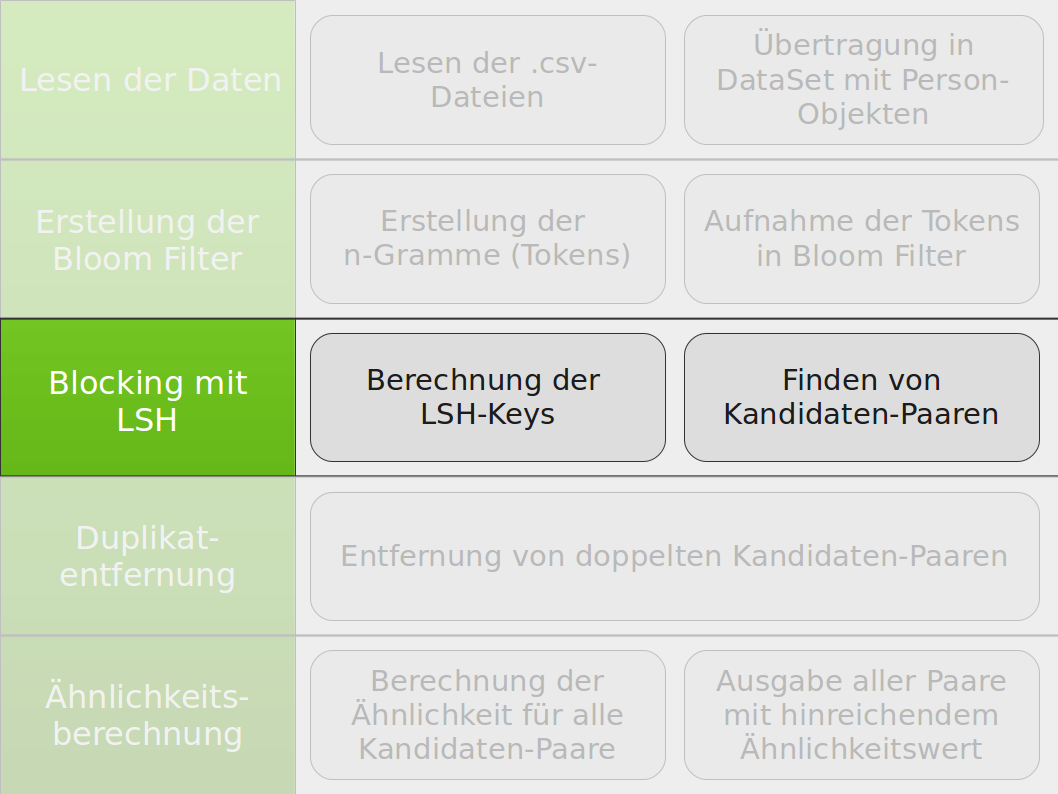 Lesen der Daten
Lesen der .csv-
Dateien
Übertragung in
DataSet mit Person-
Objekten
Erstellung der
Bloom Filter
Erstellung der
n-Gramme (Tokens)
Aufnahme der Tokens
in Bloom Filter
Blocking mit
LSH
Berechnung der
LSH-Keys
Finden von
Kandidaten-Paaren
Duplikat-
entfernung
Entfernung von doppelten Kandidaten-Paaren
Ähnlichkeits-
berechnung
Berechnung der
Ähnlichkeit für alle
Kandidaten-Paare
Ausgabe aller Paare
mit hinreichendem
Ähnlichkeitswert